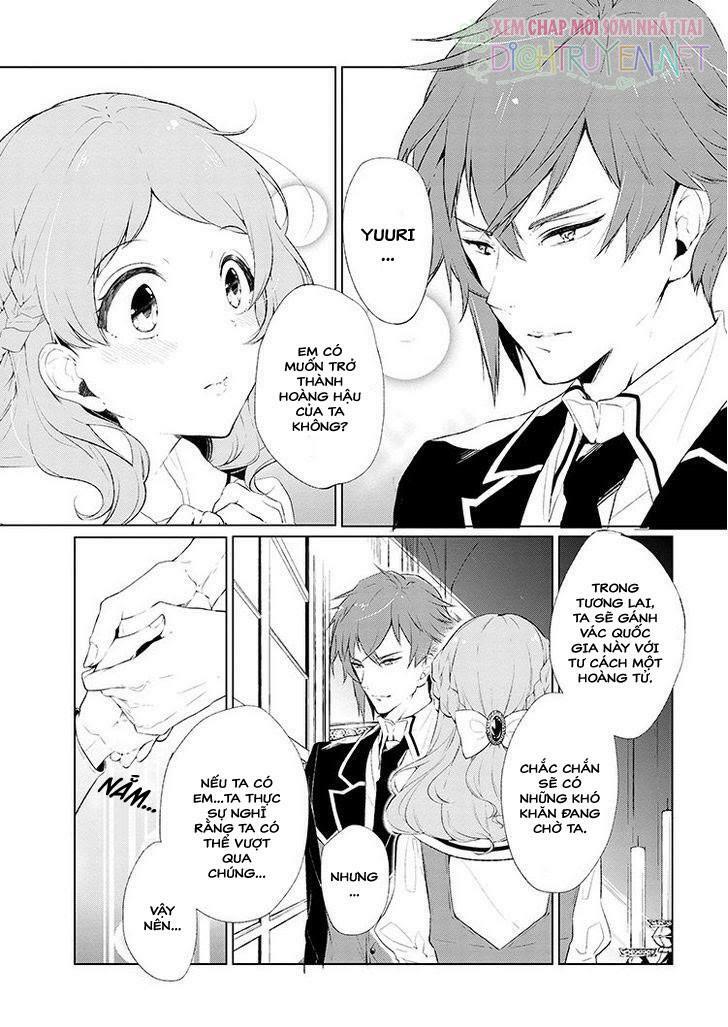 XEM CHAP MỚI SỚM NHẤT TẠI
DỊCHTRUYEN.NET
YUURI
...
EM CÓ
MUỐN TRỞ
THÀNH
HOÀNG HẬU
CỦA TA
KHÔNG?
TRONG
TƯƠNG LAI,
TA SẼ GÁNH
VÁC QUỐC
GIA NÀY VỚI
TƯ CÁCH MỘT
HOÀNG TỬ.
CHẮC CHẮN
SẼ CÓ
NHỮNG KHÓ
KHĂN ĐANG
CHỜ TA.
NHƯNG
...
NẾU TA CÓ
EM...TA THỰC
SỰ NGHĨ
RẰNG TA CÓ
THỂ VƯỢT
QUA
CHÚNG...
VẬY
NÊN...
NẮM...